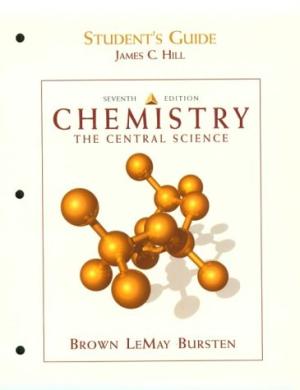 STUDENT'S GUIDE
JAMES C. HILL
SEVENTH EDITION
CHEMISTRY
THE CENTRAL SCIENCE
BROWN LEMAY BURSTEN